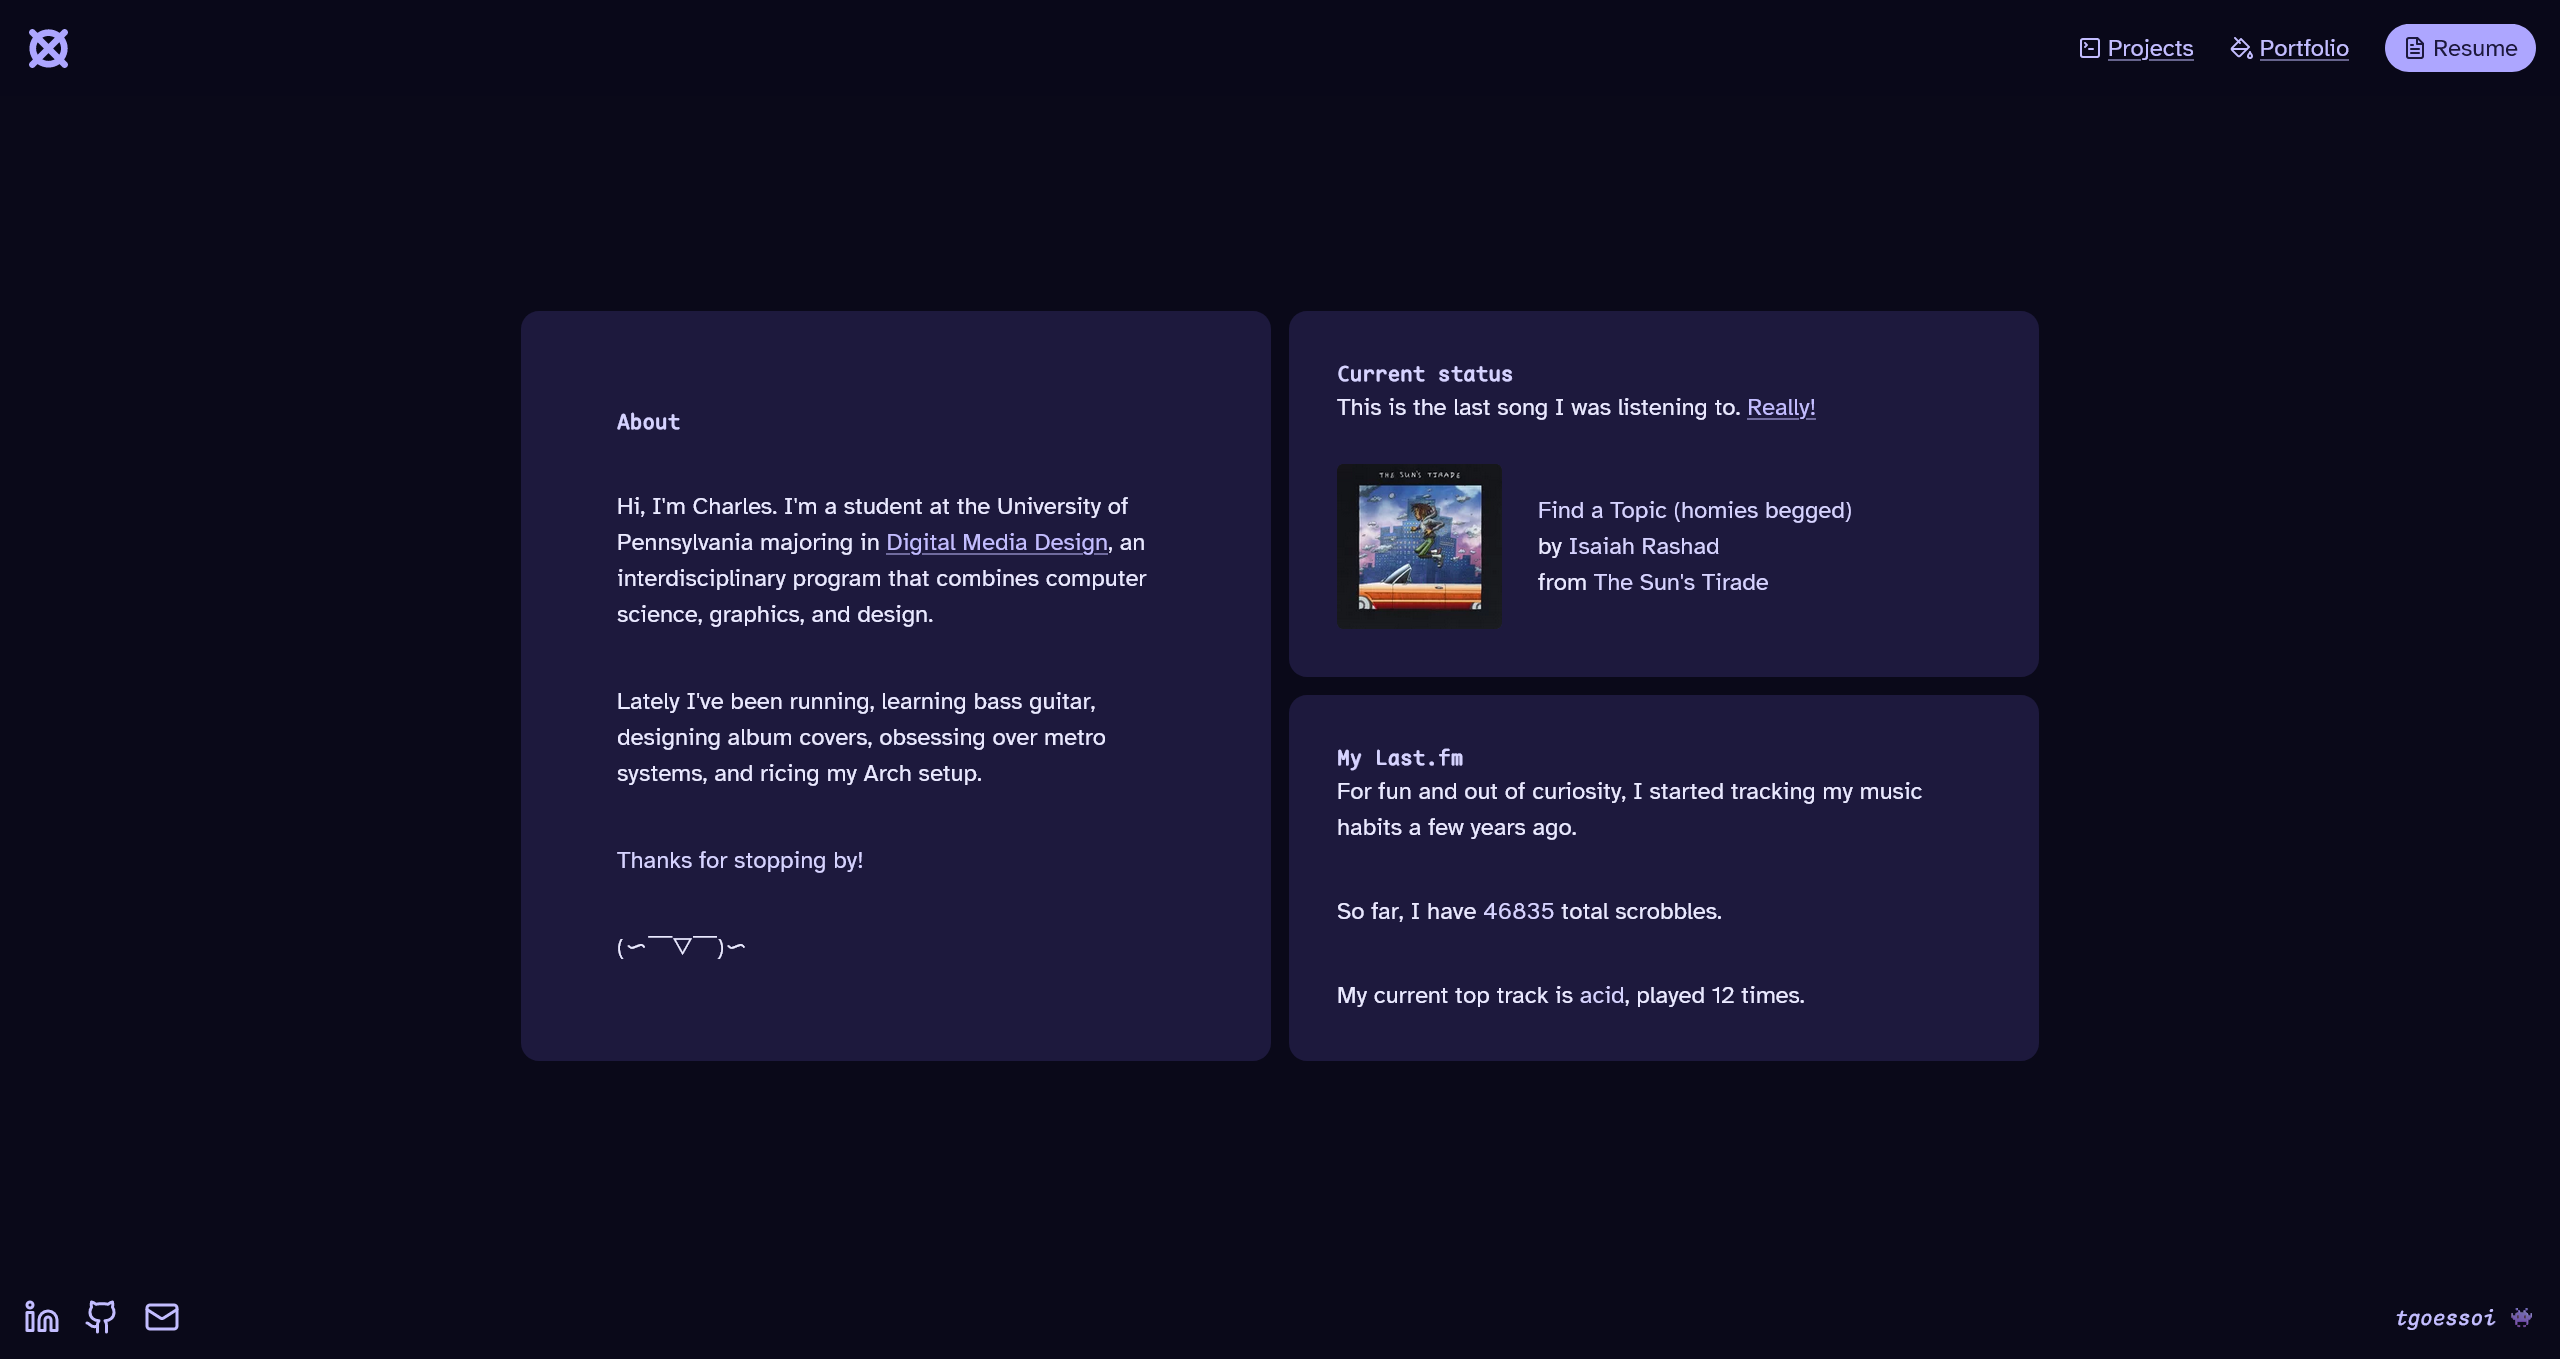 Projects
Portfolio
Resume
About
Hi, I'm Charles. I'm a student at the University of
Pennsylvania majoring in Digital Media Design, an
interdisciplinary program that combines computer
science, graphics, and design.
Lately I've been running, learning bass guitar,
designing album covers, obsessing over metro
systems, and ricing my Arch setup.
Thanks for stopping by!
(∽￣▽￣)∽
Current status
This is the last song I was listening to. Really!
THE SUN'S TIRADE
Find a Topic (homies begged)
by Isaiah Rashad
from The Sun's Tirade
My Last.fm
For fun and out of curiosity, I started tracking my music
habits a few years ago.
So far, I have 46835 total scrobbles.
My current top track is acid, played 12 times.
in
tgoessoi